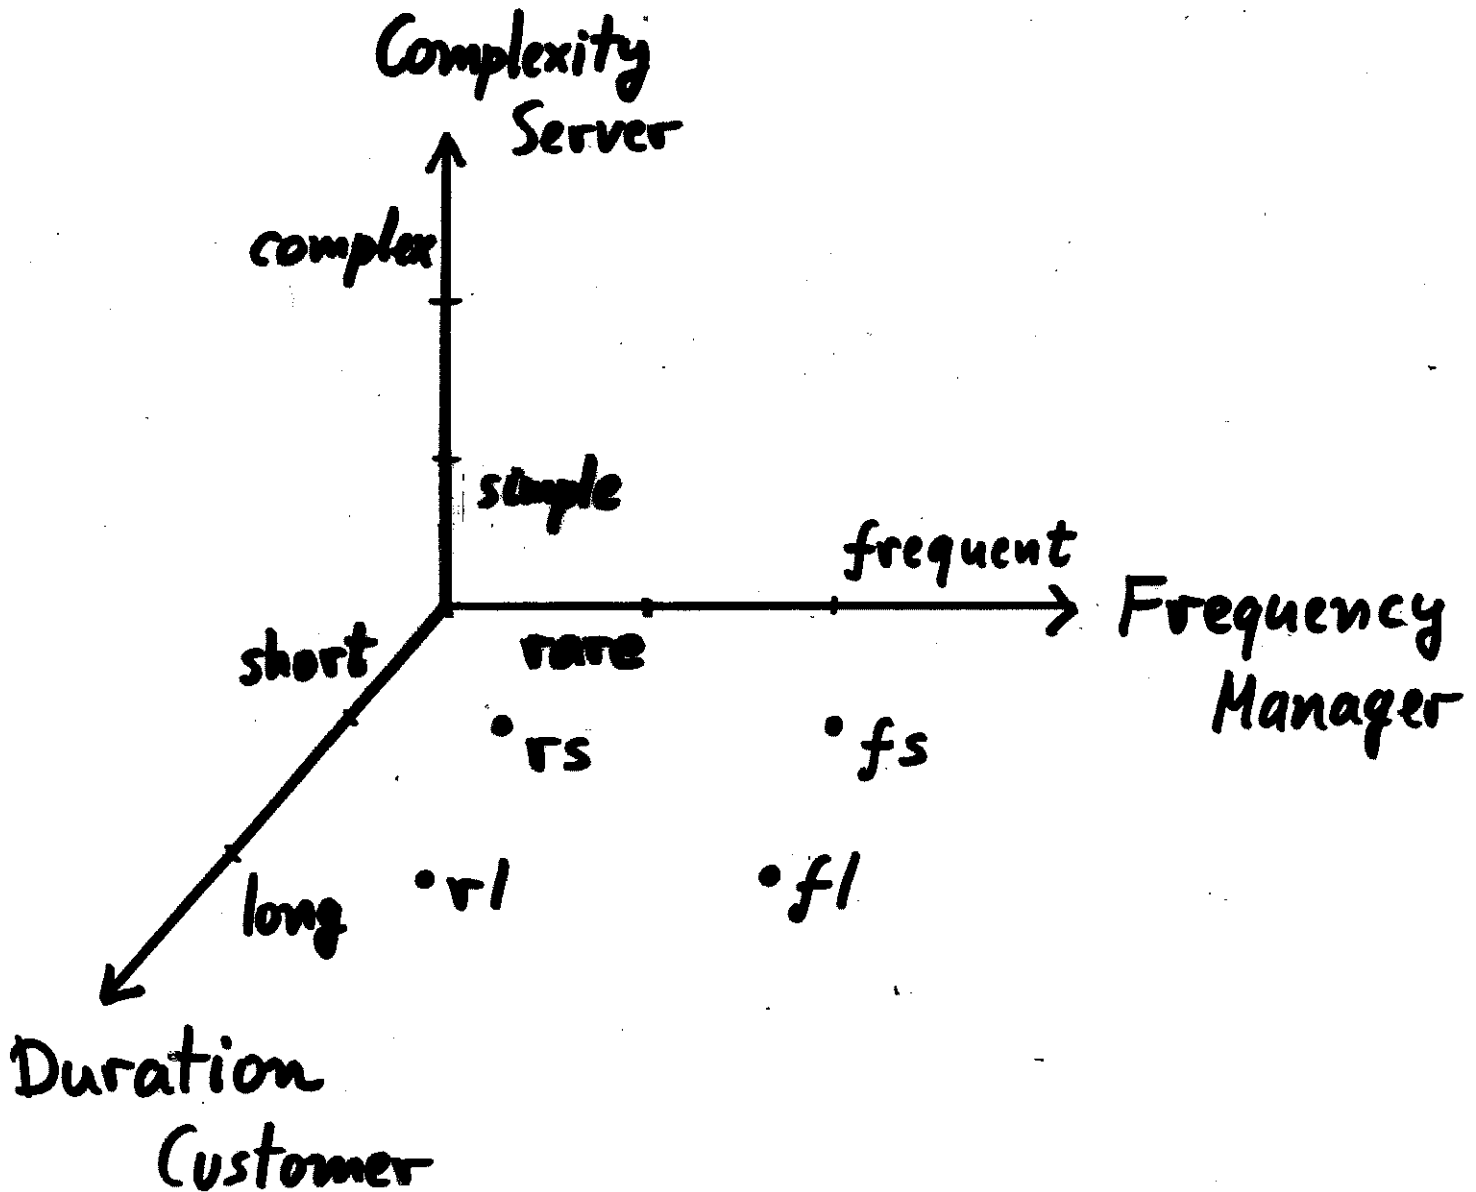 Complexity
Server
complex
simple
frequent
Frequency
Manager
rare
short
rs
fs
rl
fl
long
Duration
Customer